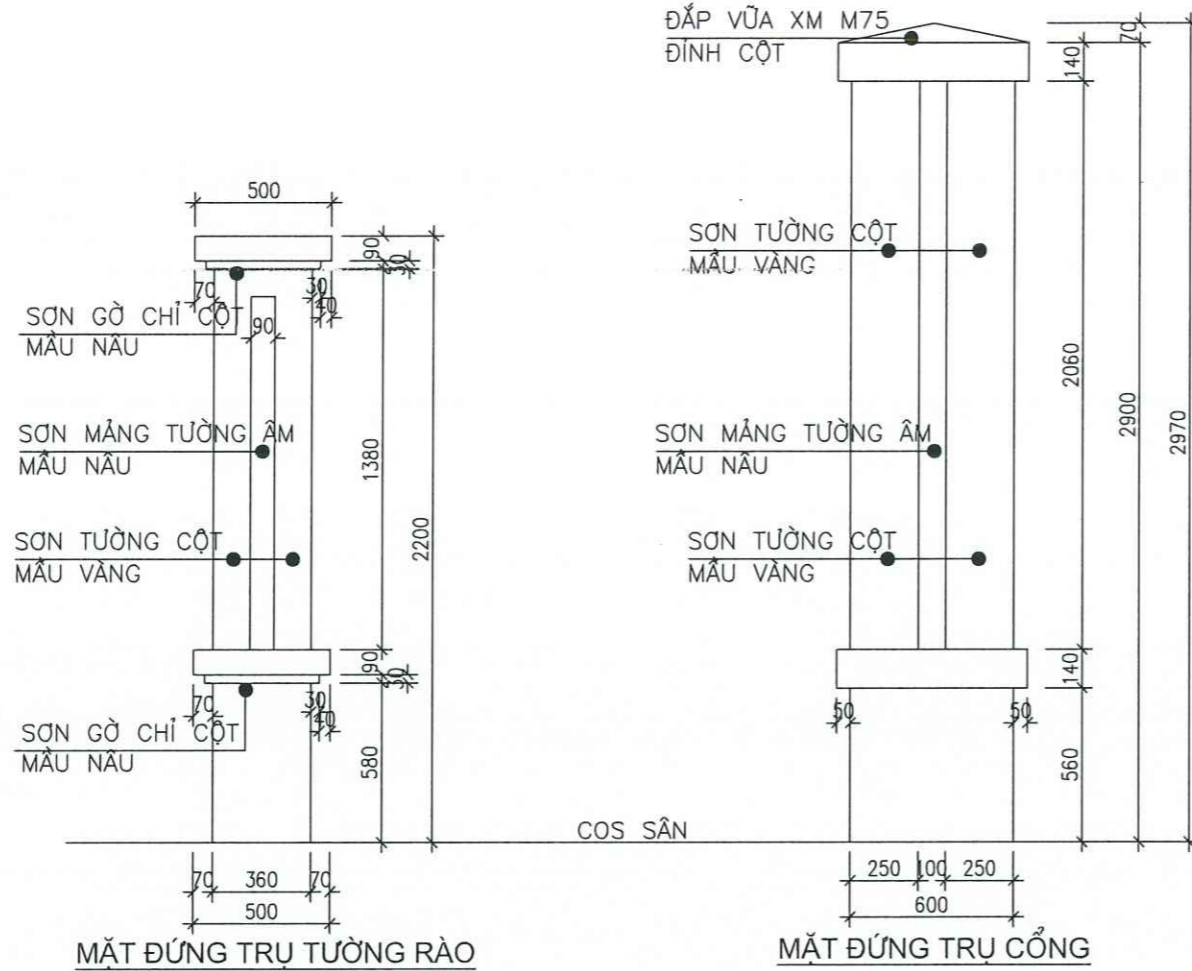 ĐẮP VỮA XM M75
ĐỈNH CỘT
70
140
500
90
30
SƠN TƯỜNG CỘT
MẦU VÀNG
70
30
40
SƠN GỜ CHỈ CỘT
MẦU NÂU
90
2060
2900
2970
SƠN MẢNG TƯỜNG ÂM
MẦU NÂU
1380
SƠN MẢNG TƯỜNG ÂM
MẦU NÂU
2200
SƠN TƯỜNG CỘT
MẦU VÀNG
SƠN TƯỜNG CỘT
MẦU VÀNG
90
30
140
70
30
40
50
50
SƠN GỜ CHỈ CỘT
MẦU NÂU
580
560
COS SÂN
70
360
70
250
100
250
500
600
MẶT ĐỨNG TRỤ TƯỜNG RÀO
MẶT ĐỨNG TRỤ CỔNG